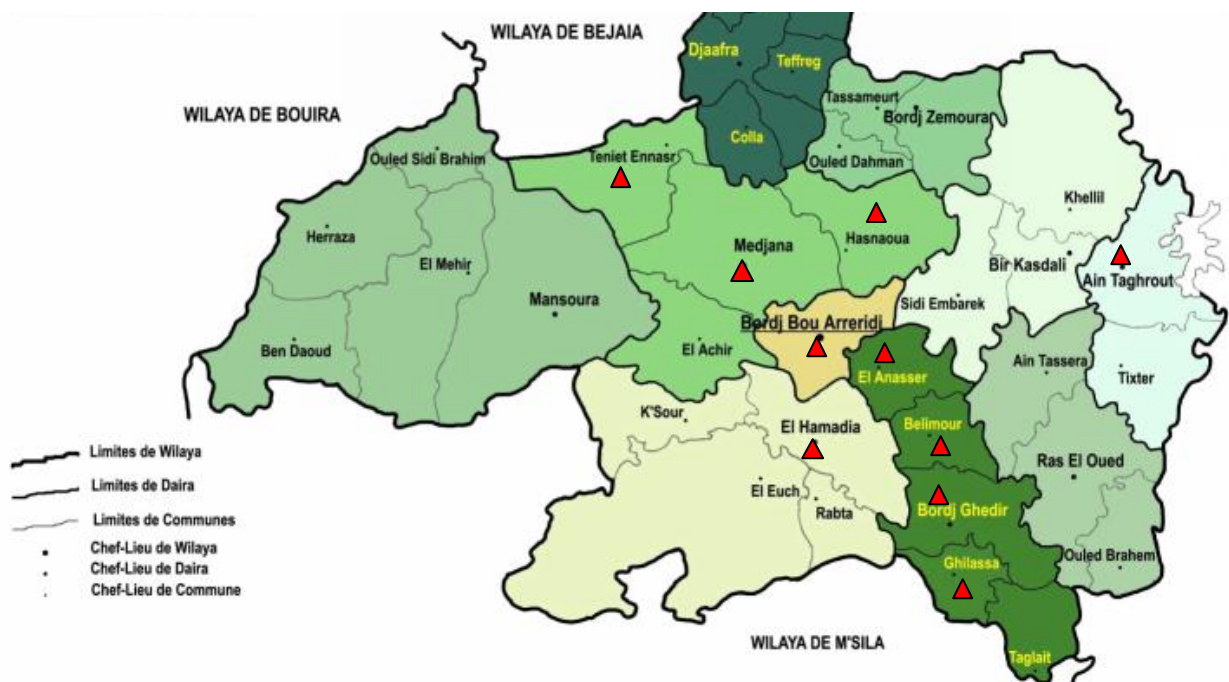 WILAYA DE BEJAIA
Djaafra
Teffreg
WILAYA DE BOUIRA
Tassameurt
Bordj Zemoura
Colla
Ouled Sidi Brahim
Teniet Ennasr
Ouled Dahman
Khellil
Herraza
Medjana
Hasnaoua
El Mehir
Bir Kasdali
Ain Taghrout
Mansoura
Sidi Embarek
Bordj Bou Arreridj
Ben Daoud
El Achir
Ain Tassera
El Anasser
Tixter
K'Sour
El Hamadia
Belimour
Limites de Wilaya
Ras El Oued
Limites de Daira
El Euch
Rabta
Bordj Ghedir
Limites de Communes
Chef-Lieu de Wilaya
Ouled Brahem
Ghilassa
Chef-Lieu de Daira
Chef-Lieu de Commune
WILAYA DE M'SILA
Taglait